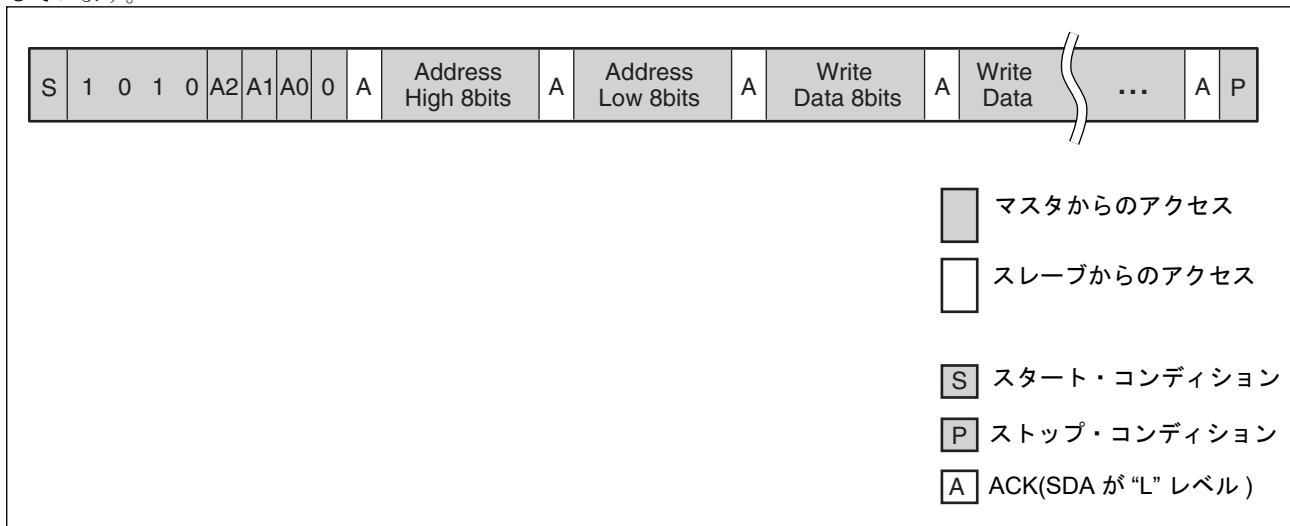 S 1 0 1 0 A2 A1 A0 0 A Address High 8bits A Address Low 8bits A Write Data 8bits A Write Data ... A P
マスタからのアクセス
スレーブからのアクセス
S スタート・コンディション
P ストップ・コンディション
A ACK(SDA が “L” レベル )